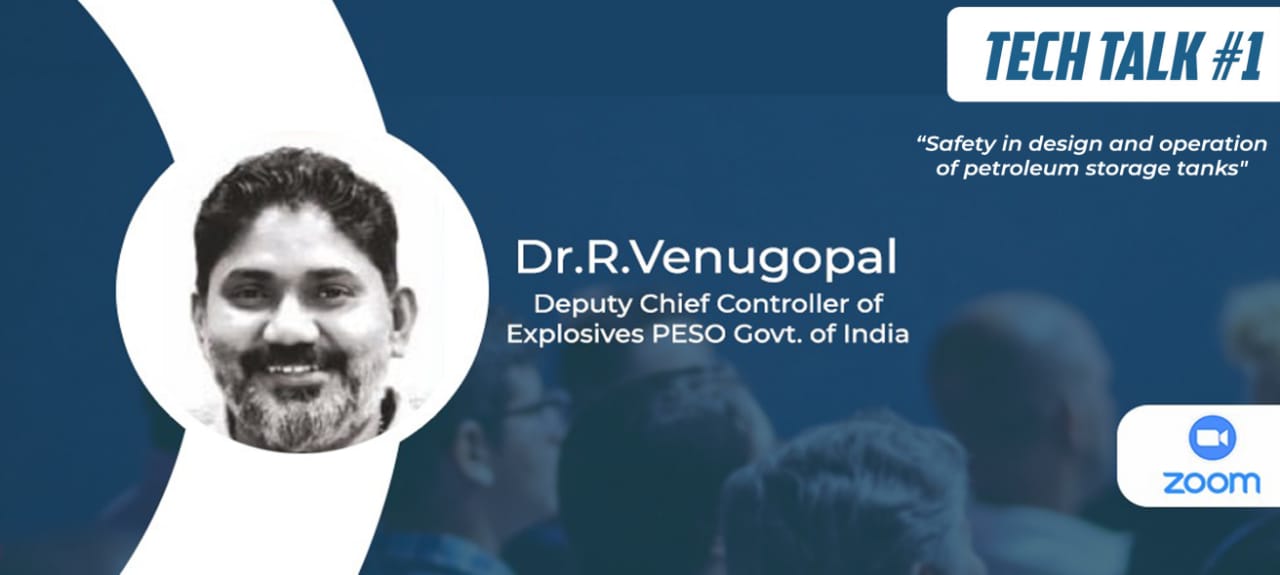 TECH TALK #1
“Safety in design and operation
of petroleum storage tanks"
Dr.R.Venugopal
Deputy Chief Controller of
Explosives PESO Govt. of India
zoom